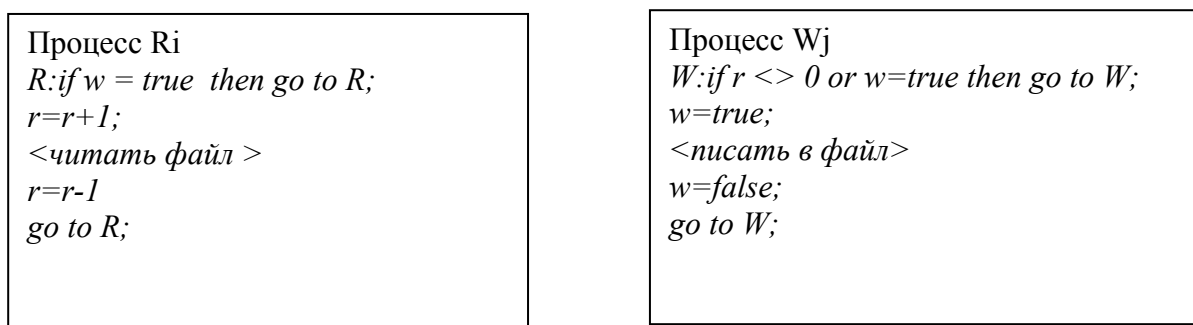 Процесс Ri
R:if w = true  then go to R;
r=r+1;
<читать файл >
r=r-1
go to R;
Процесс Wj
W:if r <> 0 or w=true then go to W;
w=true;
<писать в файл>
w=false;
go to W;